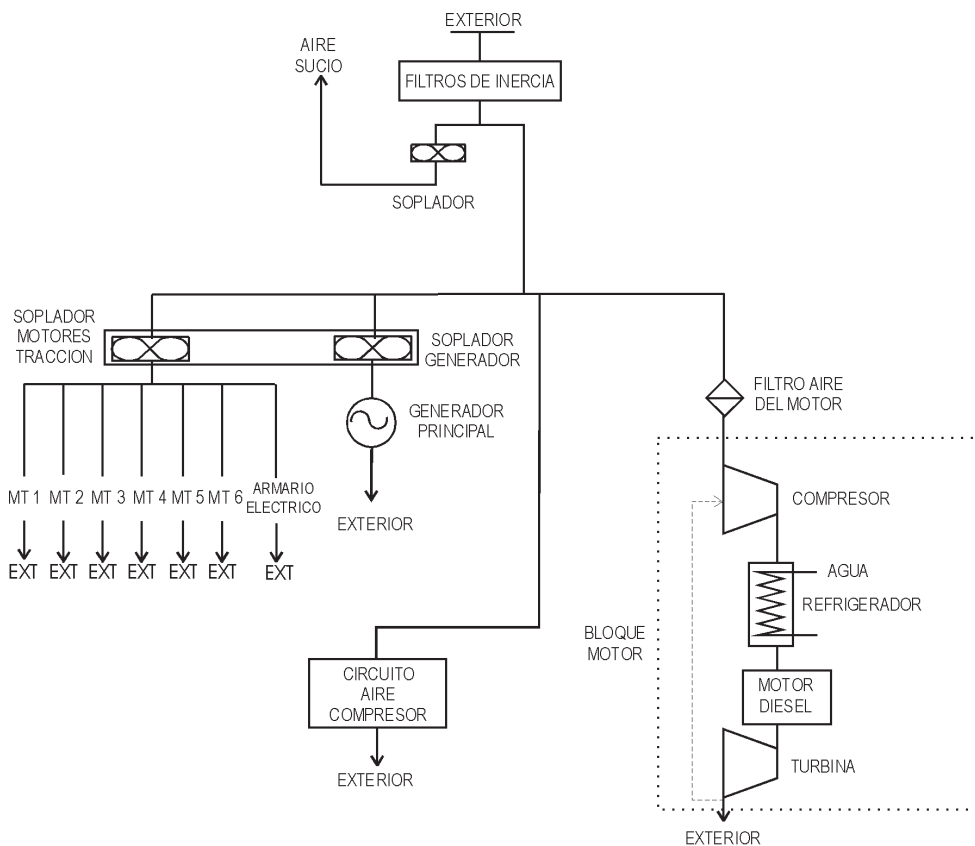 EXTERIOR
AIRE
SUCIO
FILTROS DE INERCIA
SOPLADOR
SOPLADOR
MOTORES
TRACCION
SOPLADOR
GENERADOR
GENERADOR
PRINCIPAL
FILTRO AIRE
DEL MOTOR
MT 1
MT 2
MT 3
MT 4
MT 5
MT 6
ARMARIO
ELECTRICO
EXTERIOR
COMPRESOR
EXT
EXT
EXT
EXT
EXT
EXT
EXT
AGUA
REFRIGERADOR
BLOQUE
MOTOR
CIRCUITO
AIRE
COMPRESOR
MOTOR
DIESEL
EXTERIOR
TURBINA
EXTERIOR